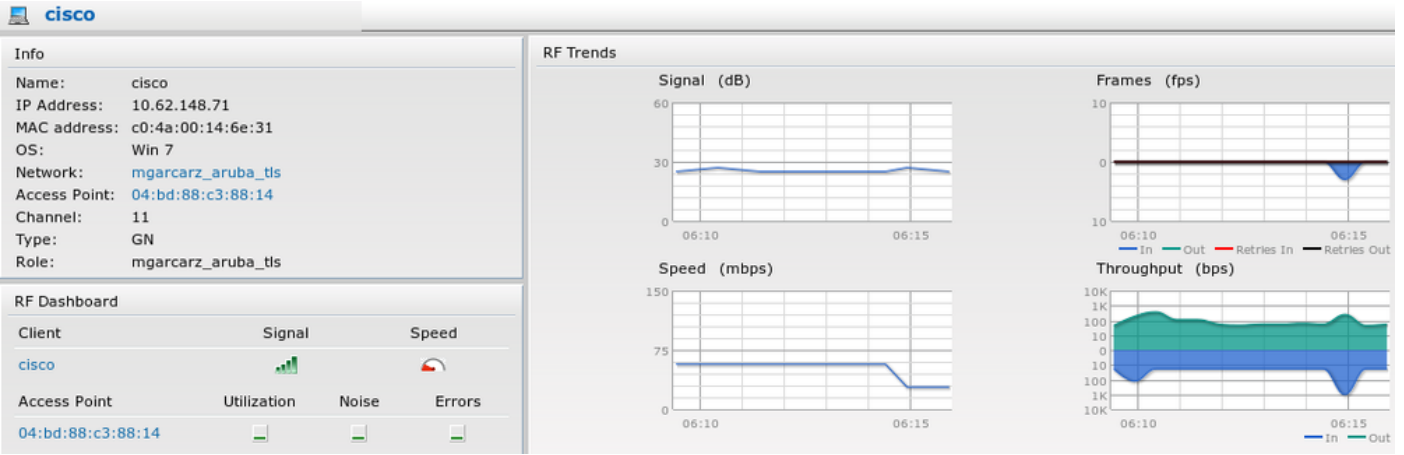 cisco
Info
Name: cisco
IP Address: 10.62.148.71
MAC address: c0:4a:00:14:6e:31
OS: Win 7
Network: mgarcarz_aruba_tls
Access Point: 04:bd:88:c3:88:14
Channel: 11
Type: GN
Role: mgarcarz_aruba_tls
RF Dashboard
Client Signal Speed
cisco
Access Point Utilization Noise Errors
04:bd:88:c3:88:14
RF Trends
Signal (dB)
60
30
0
06:10 06:15
Frames (fps)
10
0
10
06:10 06:15
In Out Retries In Retries Out
Speed (mbps)
150
75
0
06:10 06:15
Throughput (bps)
10K
1K
100
10
0
10
100
1K
10K
06:10 06:15
In Out